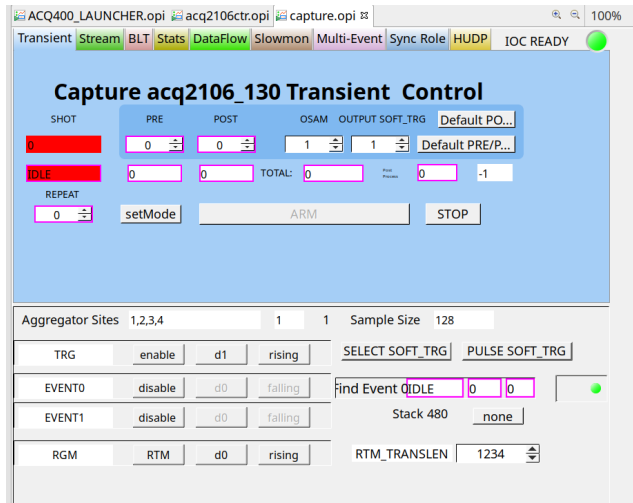 ACQ400_LAUNCHER.opi acq2106ctr.opi capture.opi 100%
Transient Stream BLT Stats DataFlow Slowmon Multi-Event Sync Role HUDP IOC READY
Capture acq2106_130 Transient Control
SHOT PRE POST OSAM OUTPUT SOFT_TRG Default PO...
0 0 0 1 1 Default PRE/P...
IDLE 0 0 TOTAL: 0 0 -1
REPEAT
0 setMode ARM STOP
Aggregator Sites 1,2,3,4 1 1 Sample Size 128
TRG enable d1 rising SELECT SOFT_TRG PULSE SOFT_TRG
EVENT0 disable d0 falling Find Event 0 IDLE 0 0
EVENT1 disable d0 falling Stack 480 none
RGM RTM d0 rising RTM_TRANSLEN 1234